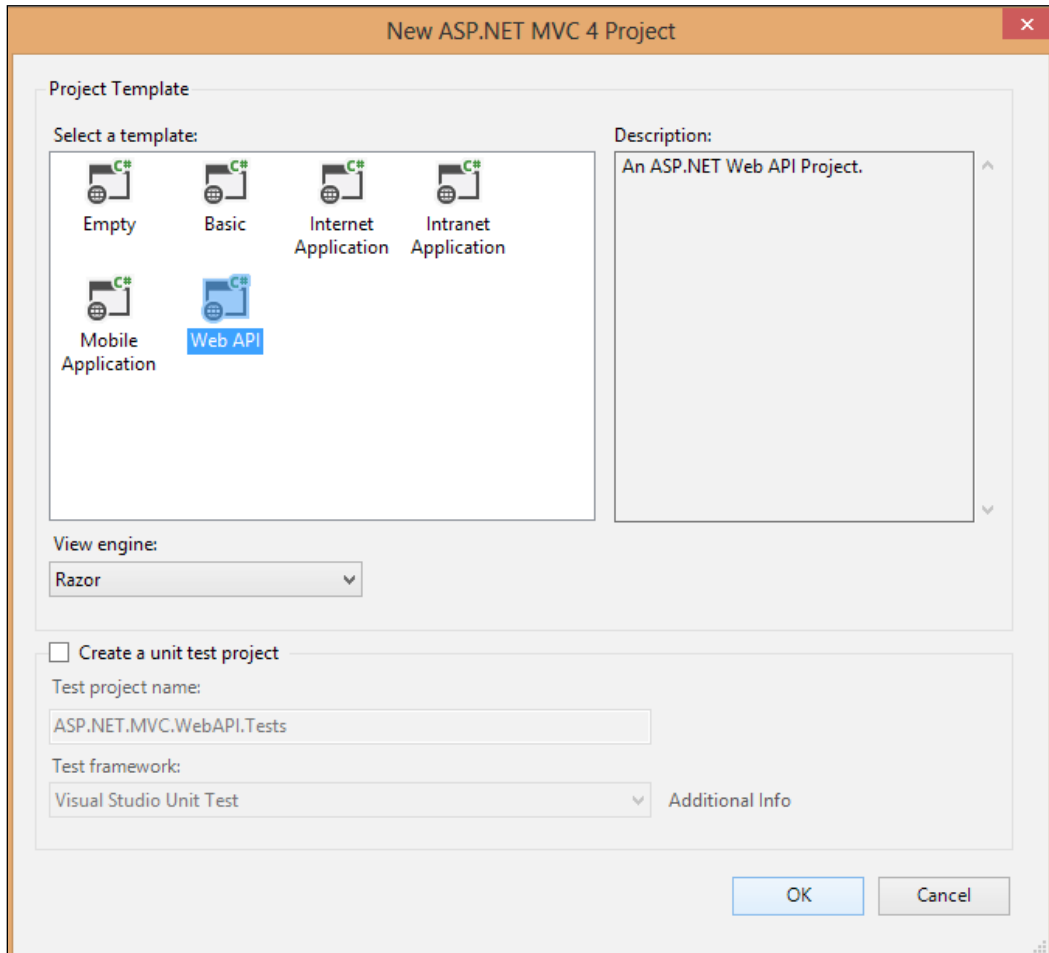 New ASP.NET MVC 4 Project
Project Template
Select a template:
Description:
C# C# C# C#
Empty Basic Internet Intranet
Application Application
C# C#
Mobile Web API
Application
An ASP.NET Web API Project.
View engine:
Razor
Create a unit test project
Test project name:
ASP.NET.MVC.WebAPI.Tests
Test framework:
Visual Studio Unit Test
Additional Info
OK
Cancel